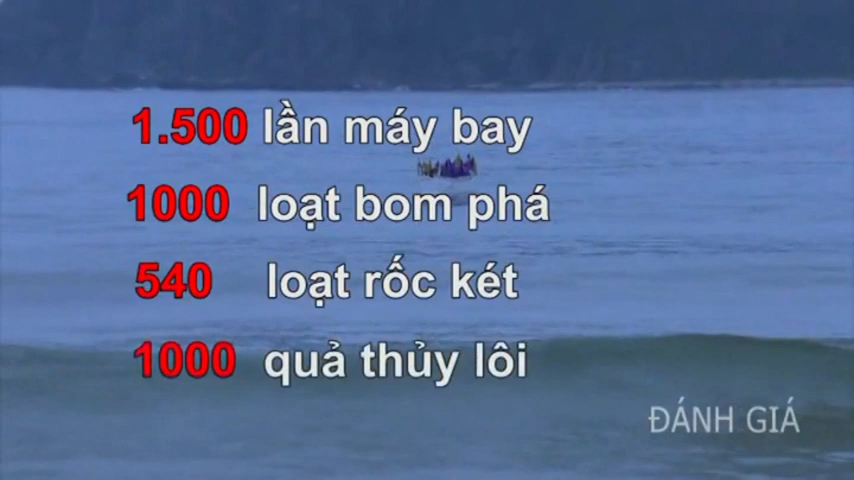 1.500 lần máy bay
1000 loạt bom phá
540 loạt rốc két
1000 quả thủy lôi
ĐÁNH GIÁ